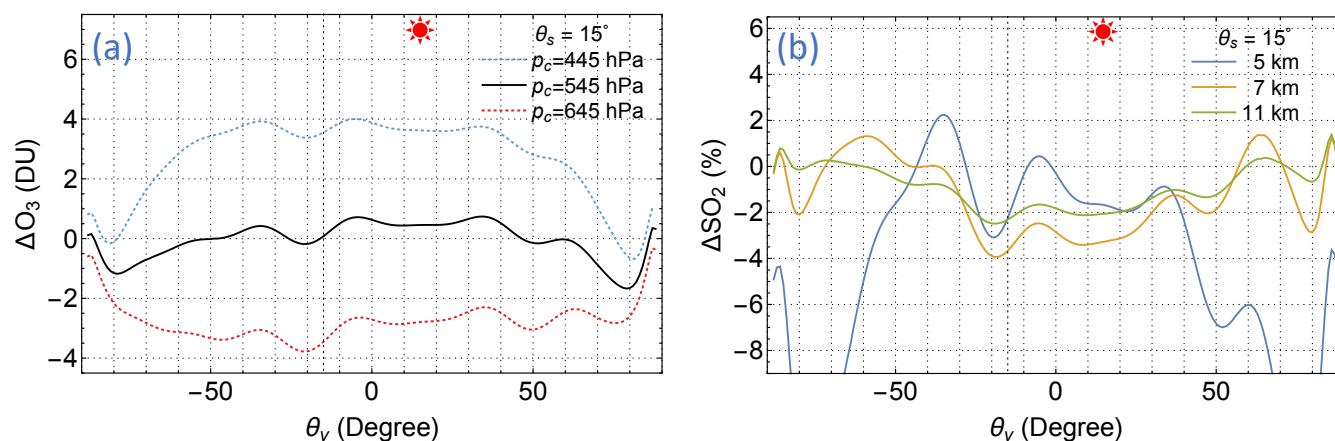 (a)
θs = 15°
pc=445 hPa
pc=545 hPa
pc=645 hPa
6
4
2
0
−2
−4
ΔO3 (DU)
−50
0
50
θv (Degree)
(b)
θs = 15°
5 km
7 km
11 km
6
4
2
0
−2
−4
−6
−8
ΔSO2 (%)
−50
0
50
θv (Degree)